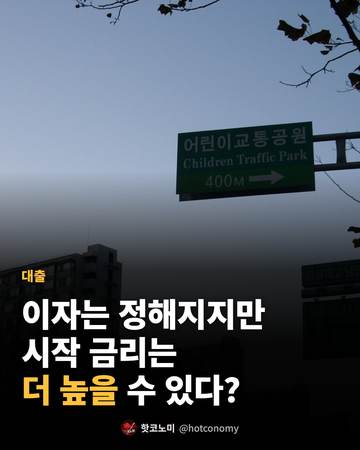 어린이교통공원
Children Traffic Park
400M
대출
이자는 정해지지만
시작 금리는
더 높을 수 있다?
핫코노미 @hotconomy